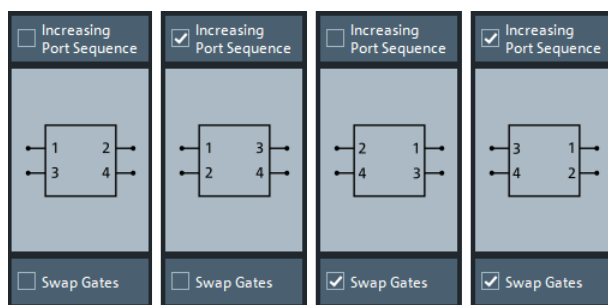 Increasing
Port Sequence
1 2
3 4
Swap Gates
Increasing
Port Sequence
1 3
2 4
Swap Gates
Increasing
Port Sequence
2 1
4 3
Swap Gates
Increasing
Port Sequence
3 1
4 2
Swap Gates